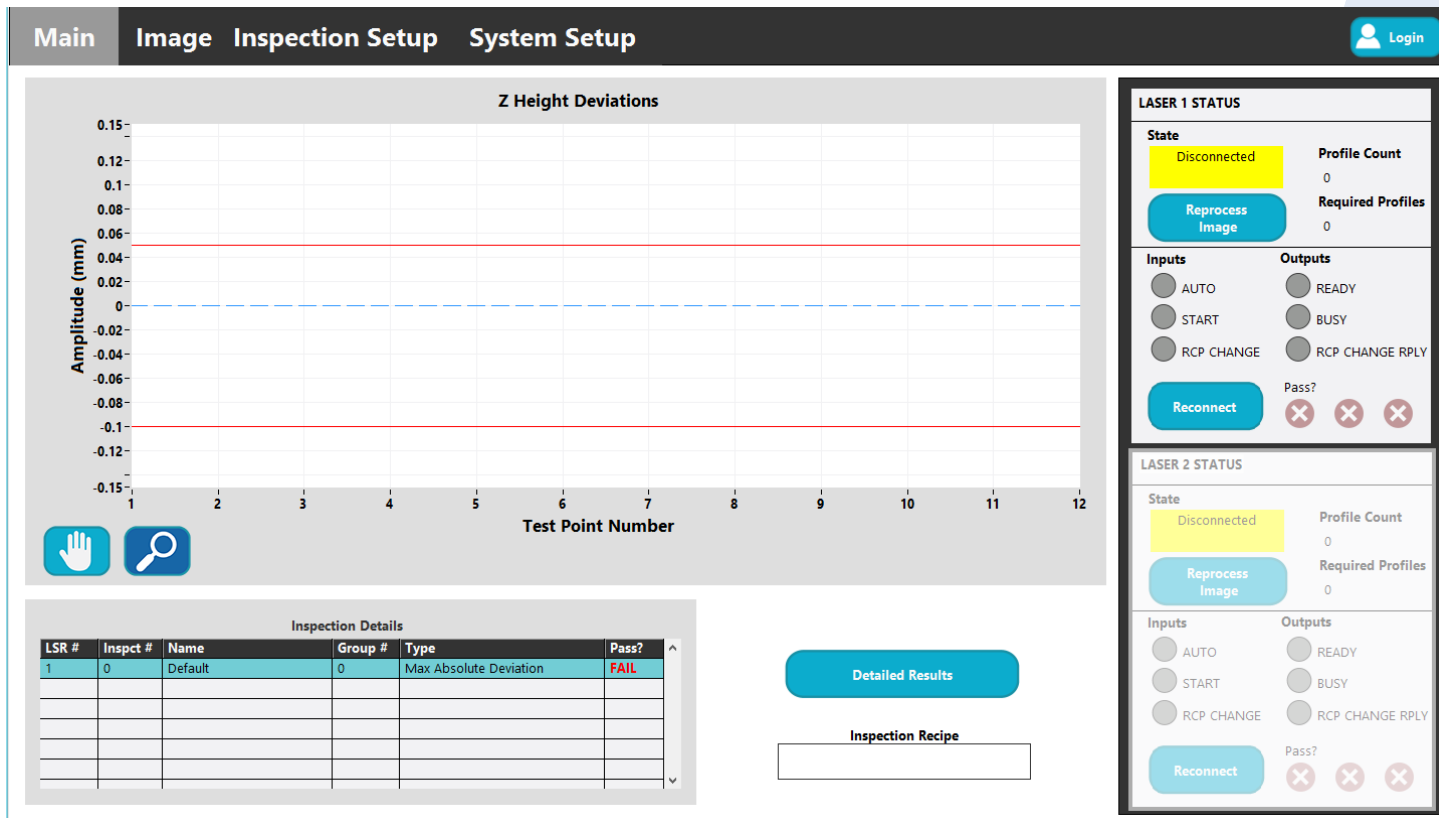 Main Image Inspection Setup System Setup Login
Z Height Deviations
0.15
0.12
0.1
0.08
0.06
0.04
0.02
0
-0.02
-0.04
-0.06
-0.08
-0.1
-0.12
-0.15
Amplitude (mm)
1 2 3 4 5 6 7 8 9 10 11 12
Test Point Number
Inspection Details
LSR # Inspct # Name Group # Type Pass?
1 0 Default 0 Max Absolute Deviation FAIL
Detailed Results
Inspection Recipe
LASER 1 STATUS
State
Disconnected
Profile Count
0
Reprocess
Image
Required Profiles
0
Inputs Outputs
AUTO READY
START BUSY
RCP CHANGE RCP CHANGE RPLY
Reconnect
Pass?
LASER 2 STATUS
State
Disconnected
Profile Count
0
Reprocess
Image
Required Profiles
0
Inputs Outputs
AUTO READY
START BUSY
RCP CHANGE RCP CHANGE RPLY
Reconnect
Pass?